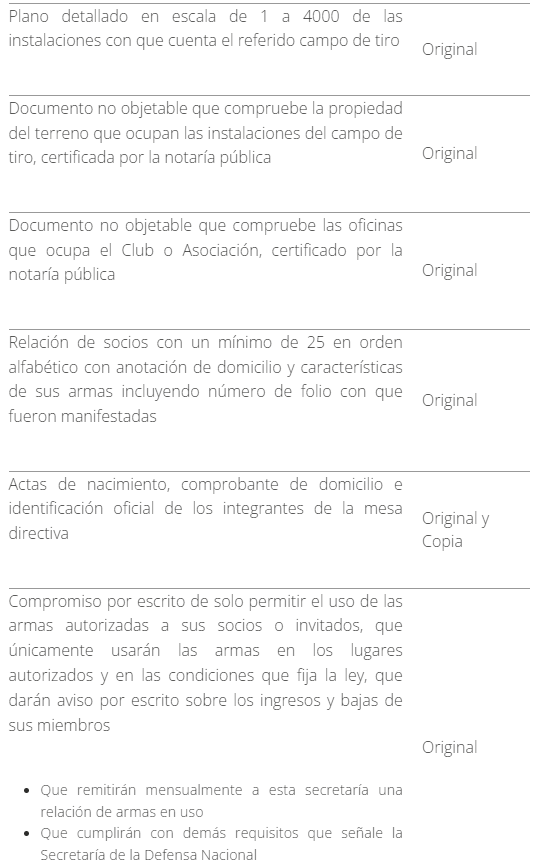 Plano detallado en escala de 1 a 4000 de las
instalaciones con que cuenta el referido campo de tiro
Original
Documento no objetable que compruebe la propiedad
del terreno que ocupan las instalaciones del campo de
tiro, certificada por la notaría pública
Original
Documento no objetable que compruebe las oficinas
que ocupa el Club o Asociación, certificado por la
notaría pública
Original
Relación de socios con un mínimo de 25 en orden
alfabético con anotación de domicilio y características
de sus armas incluyendo número de folio con que
fueron manifestadas
Original
Actas de nacimiento, comprobante de domicilio e
identificación oficial de los integrantes de la mesa
directiva
Original y
Copia
Compromiso por escrito de solo permitir el uso de las
armas autorizadas a sus socios o invitados, que
únicamente usarán las armas en los lugares
autorizados y en las condiciones que fija la ley, que
darán aviso por escrito sobre los ingresos y bajas de
sus miembros
Original
• Que remitirán mensualmente a esta secretaría una
relación de armas en uso
• Que cumplirán con demás requisitos que señale la
Secretaría de la Defensa Nacional